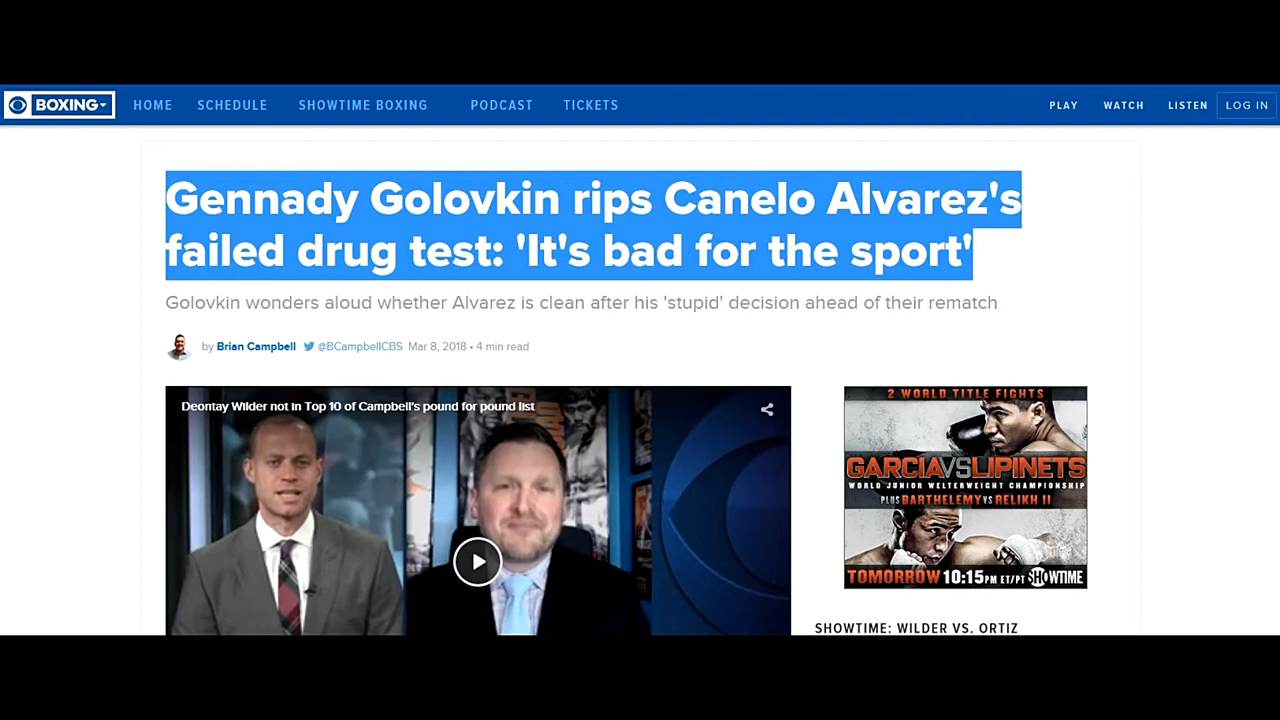 BOXING HOME SCHEDULE SHOWTIME BOXING PODCAST TICKETS PLAY WATCH LISTEN LOG IN
Gennady Golovkin rips Canelo Alvarez's
failed drug test: 'It's bad for the sport'
Golovkin wonders aloud whether Alvarez is clean after his 'stupid' decision ahead of their rematch
by Brian Campbell @BCampbellCBS Mar 8, 2018 • 4 min read
Deontay Wilder not in Top 10 of Campbell's pound for pound list
2 WORLD TITLE FIGHTS
GARCIA VS LIPINETS
WORLD JUNIOR WELTERWEIGHT CHAMPIONSHIP
PLUS BARTHELEMY VS RELIKH II
TOMORROW 10:15PM ET/PT SHOWTIME
SHOWTIME: WILDER VS. ORTIZ